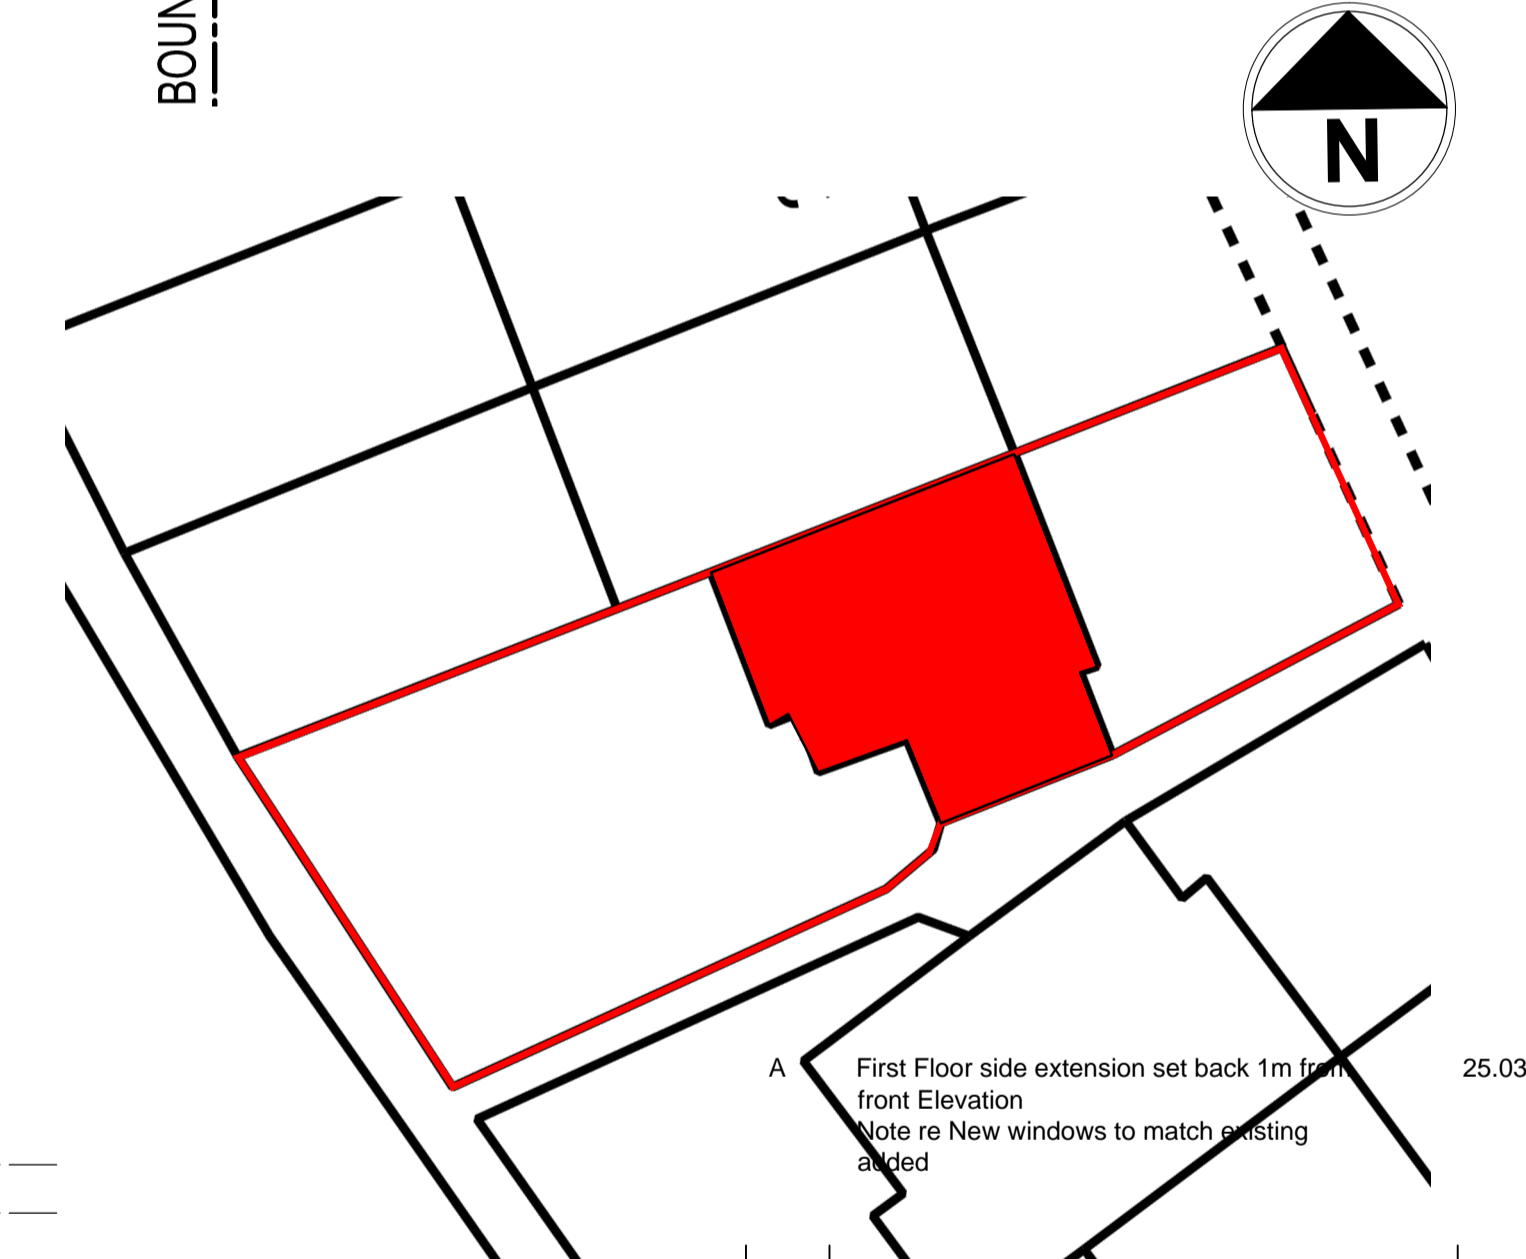 BOUN
N
A First Floor side extension set back 1m from 25.03
front Elevation
Note re New windows to match existing
added